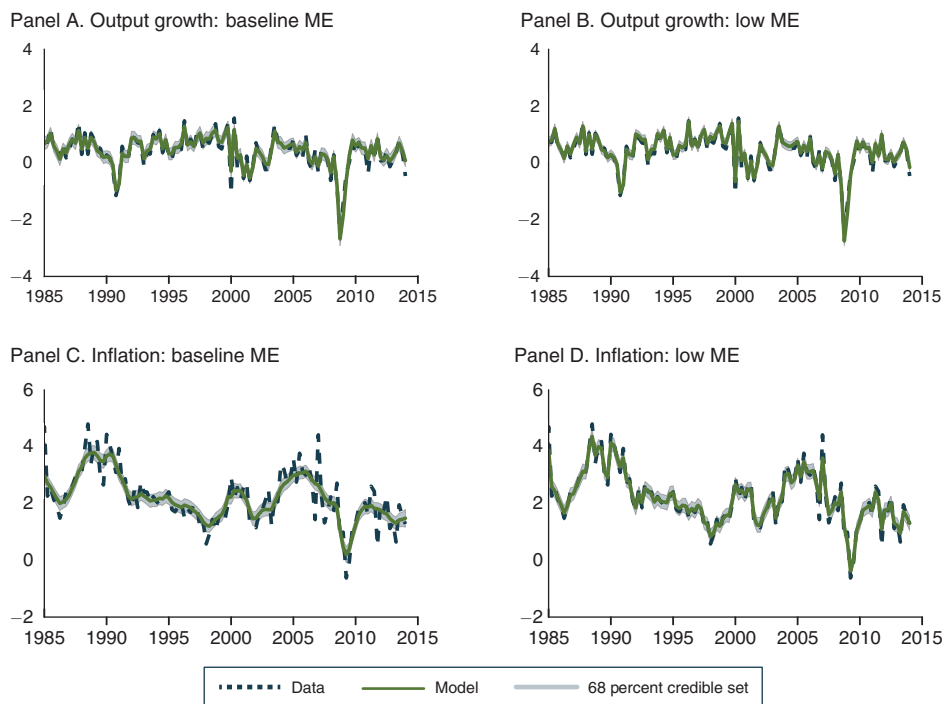 Panel A. Output growth: baseline ME
Panel B. Output growth: low ME
4
2
0
−2
−4
1985 1990 1995 2000 2005 2010 2015
4
2
0
−2
−4
1985 1990 1995 2000 2005 2010 2015
Panel C. Inflation: baseline ME
Panel D. Inflation: low ME
6
4
2
0
−2
1985 1990 1995 2000 2005 2010 2015
6
4
2
0
−2
1985 1990 1995 2000 2005 2010 2015
Data Model 68 percent credible set